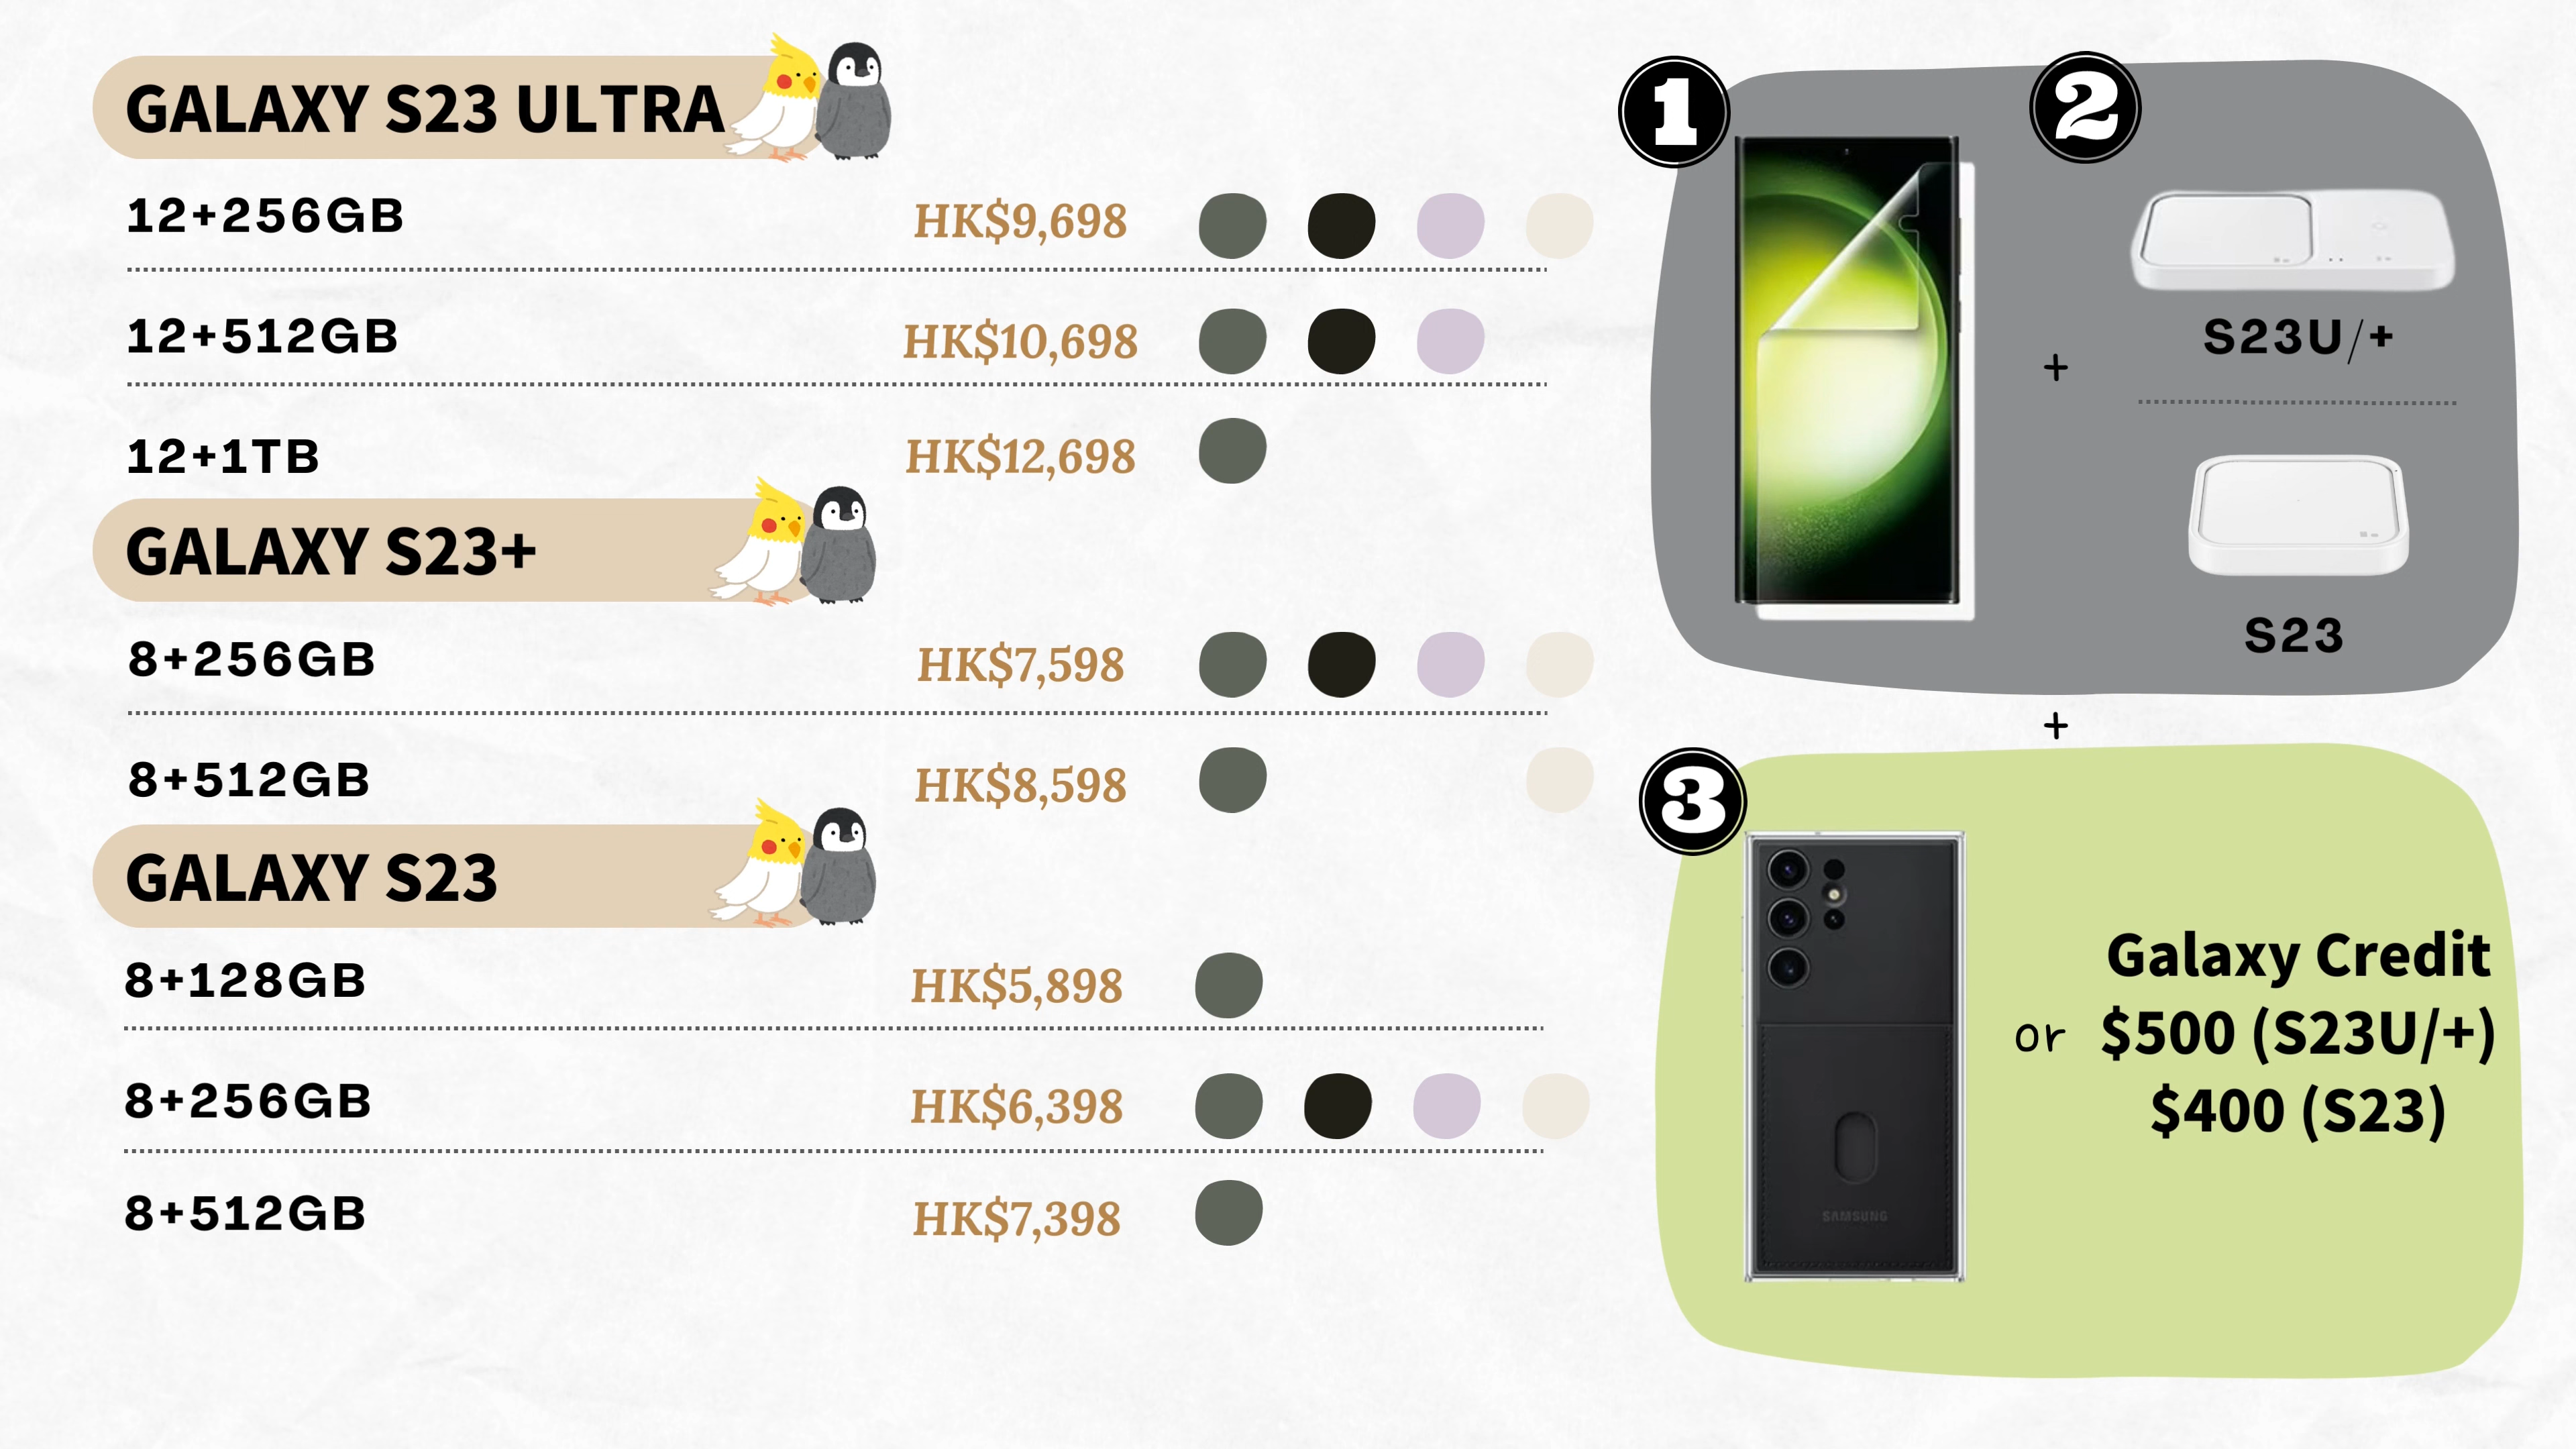 GALAXY S23 ULTRA
12+256GB HK$9,698
12+512GB HK$10,698
12+1TB HK$12,698
GALAXY S23+
8+256GB HK$7,598
8+512GB HK$8,598
GALAXY S23
8+128GB HK$5,898
8+256GB HK$6,398
8+512GB HK$7,398
1
2
+
S23U/+
S23
+
3
SAMSUNG
or
Galaxy Credit
$500 (S23U/+)
$400 (S23)